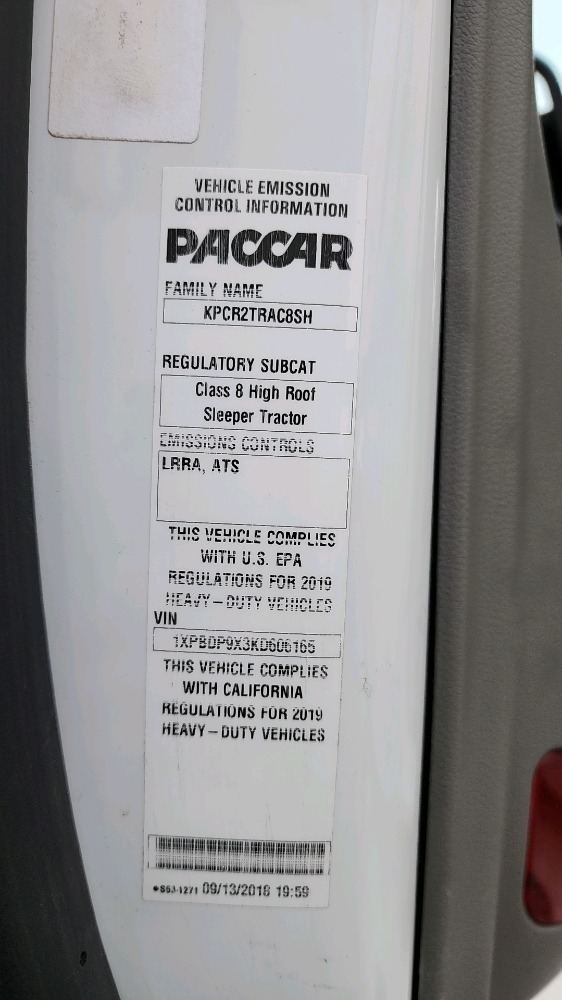 VEHICLE EMISSION
CONTROL INFORMATION
PACCAR
FAMILY NAME
KPCR2TRAC8SH
REGULATORY SUBCAT
Class 8 High Roof
Sleeper Tractor
EMISSIONS CONTROLS
LRRA, ATS
THIS VEHICLE COMPLIES
WITH U.S. EPA
REGULATIONS FOR 2019
HEAVY-DUTY VEHICLES
VIN
1XPBDP9X3KD606165
THIS VEHICLE COMPLIES
WITH CALIFORNIA
REGULATIONS FOR 2019
HEAVY-DUTY VEHICLES
09/13/2018 19:59